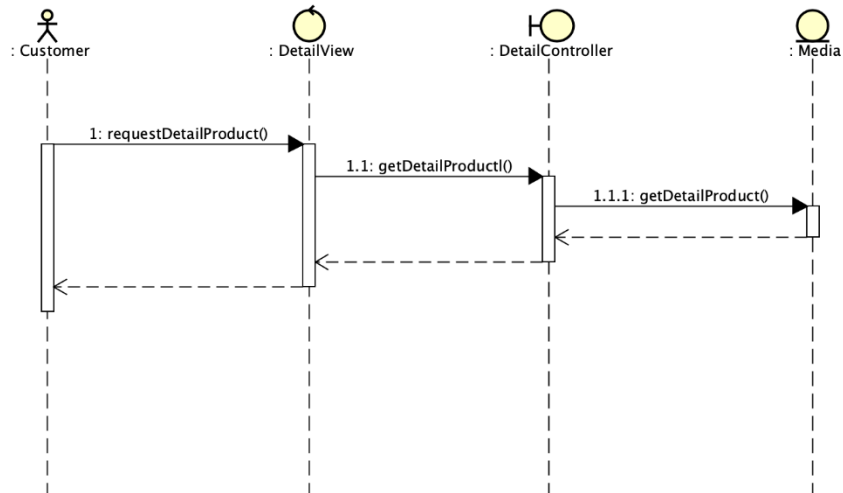 : Customer
: DetailView
: DetailController
: Media
1: requestDetailProduct()
1.1: getDetailProductl()
1.1.1: getDetailProduct()